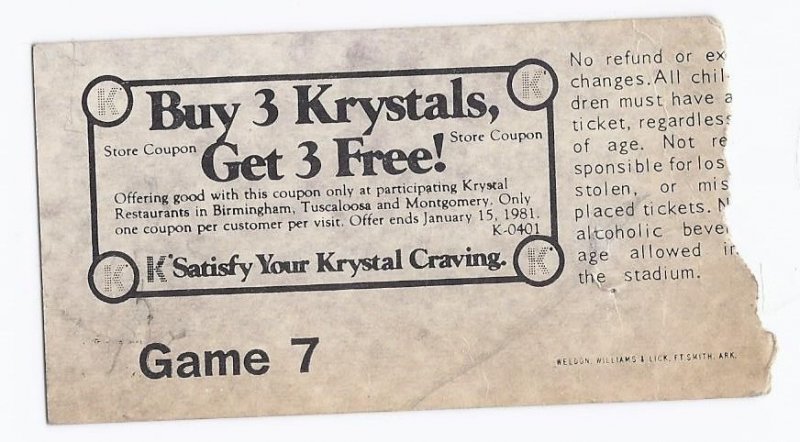 Buy 3 Krystals,
Store Coupon
Get 3 Free!
Store Coupon
Offering good with this coupon only at participating Krystal
Restaurants in Birmingham, Tuscaloosa and Montgomery. Only
one coupon per customer per visit. Offer ends January 15, 1981.
K-0401
K Satisfy Your Krystal Craving.
K
K
K
K
Game 7
No refund or ex
changes. All chil-
dren must have a
ticket, regardless
of age. Not re
sponsible for los
stolen, or mis
placed tickets. N
alcoholic bever
age allowed in
the stadium.
WELDON, WILLIAMS & LICK, FT. SMITH, ARK.